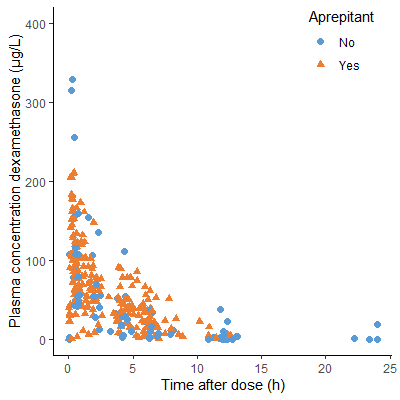 Aprepitant
No
Yes
Plasma concentration dexamethasone (µg/L)
400
300
200
100
0
0
5
10
15
20
25
Time after dose (h)